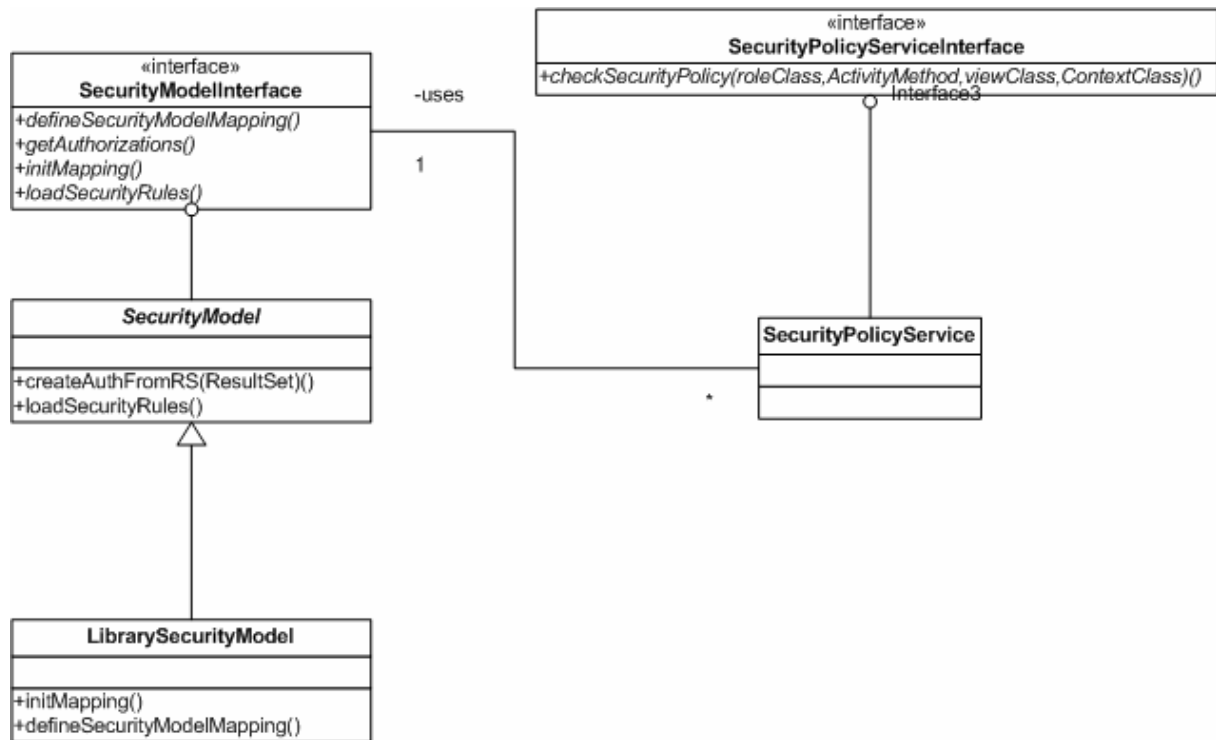 «interface»
SecurityModelInterface
+defineSecurityModelMapping()
+getAuthorizations()
+initMapping()
+loadSecurityRules()
-uses
1
«interface»
SecurityPolicyServiceInterface
+checkSecurityPolicy(roleClass,ActivityMethod,viewClass,ContextClass)()
Interface3
SecurityModel
+createAuthFromRS(ResultSet)()
+loadSecurityRules()
SecurityPolicyService
*
LibrarySecurityModel
+initMapping()
+defineSecurityModelMapping()